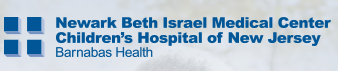 Newark Beth Israel Medical Center
Children's Hospital of New Jersey
Barnabas Health